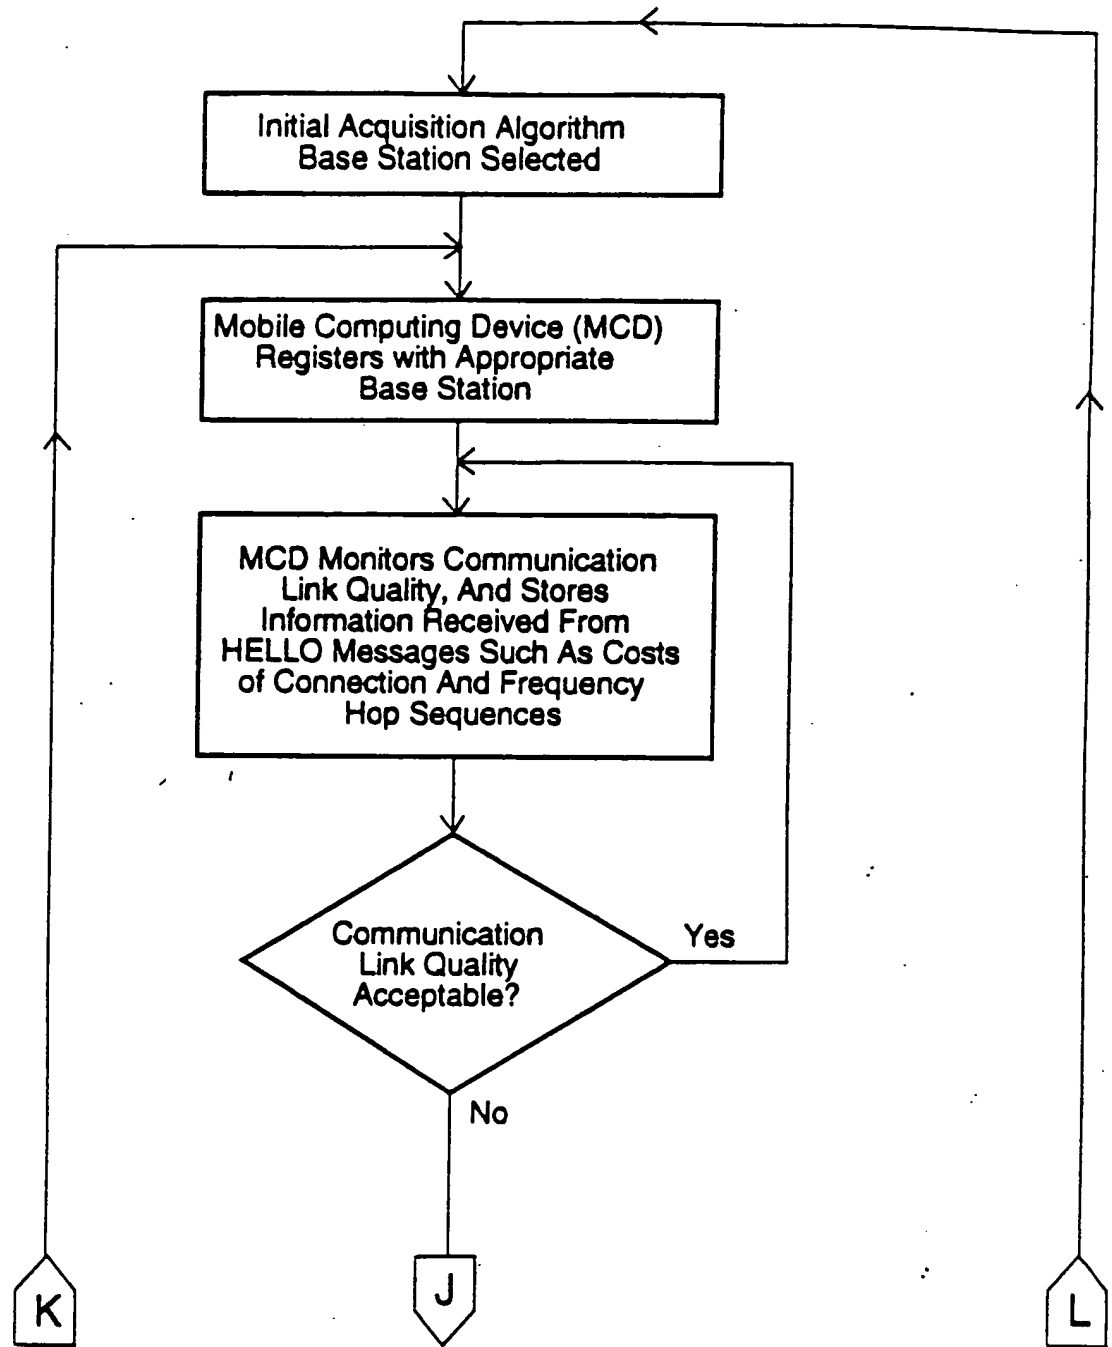 Initial Acquisition Algorithm
Base Station Selected
Mobile Computing Device (MCD)
Registers with Appropriate
Base Station
MCD Monitors Communication
Link Quality, And Stores
Information Received From
HELLO Messages Such As Costs
of Connection And Frequency
Hop Sequences
Communication
Link Quality
Acceptable?
Yes
No
K
J
L